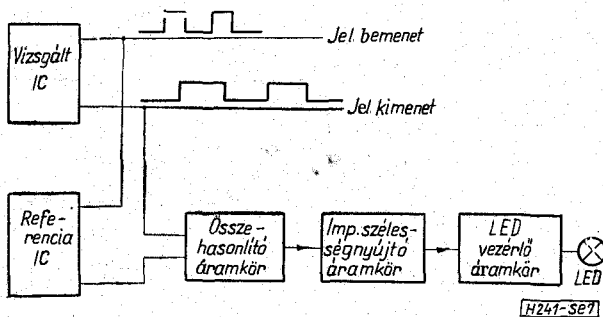 Vizsgált
IC
Jel bemenet
Jel kimenet
Refe-
rencia
IC
Össze-
hasonlító
áramkör
Imp.széles-
ségnyújtó
áramkör
LED
vezérlő
áramkör
LED
H241-SE1